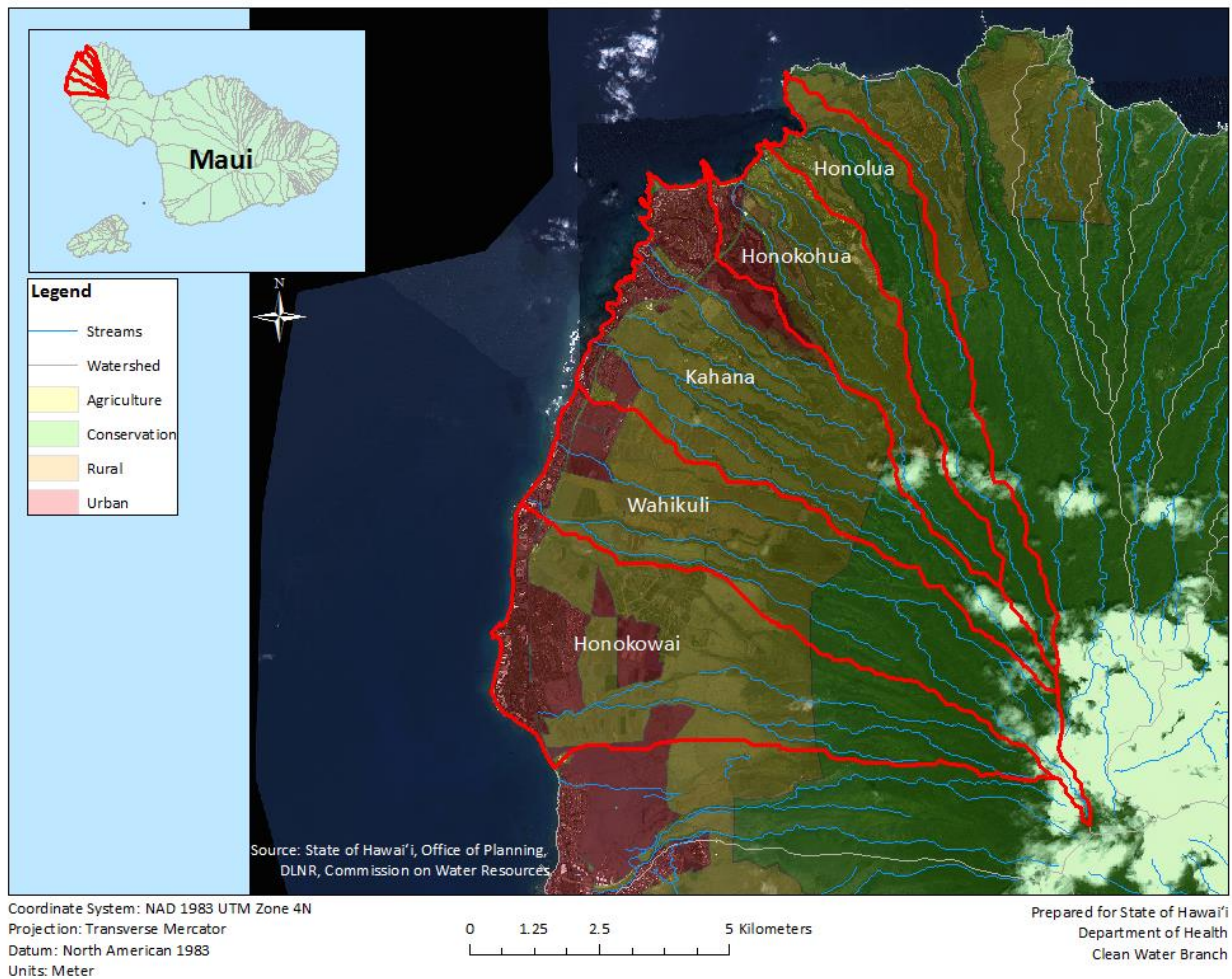 Maui
Legend
N
Streams
Watershed
Agriculture
Conservation
Rural
Urban
Honolua
Honokohua
Kahana
Wahikuli
Honokowai
Source: State of Hawai'i, Office of Planning,
DLNR, Commission on Water Resources
Coordinate System: NAD 1983 UTM Zone 4N
Projection: Transverse Mercator
Datum: North American 1983
Units: Meter
0 1.25 2.5 5 Kilometers
Prepared for State of Hawai'i
Department of Health
Clean Water Branch